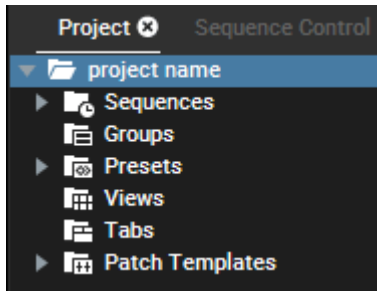 Project Sequence Control
project name
Sequences
Groups
Presets
Views
Tabs
Patch Templates